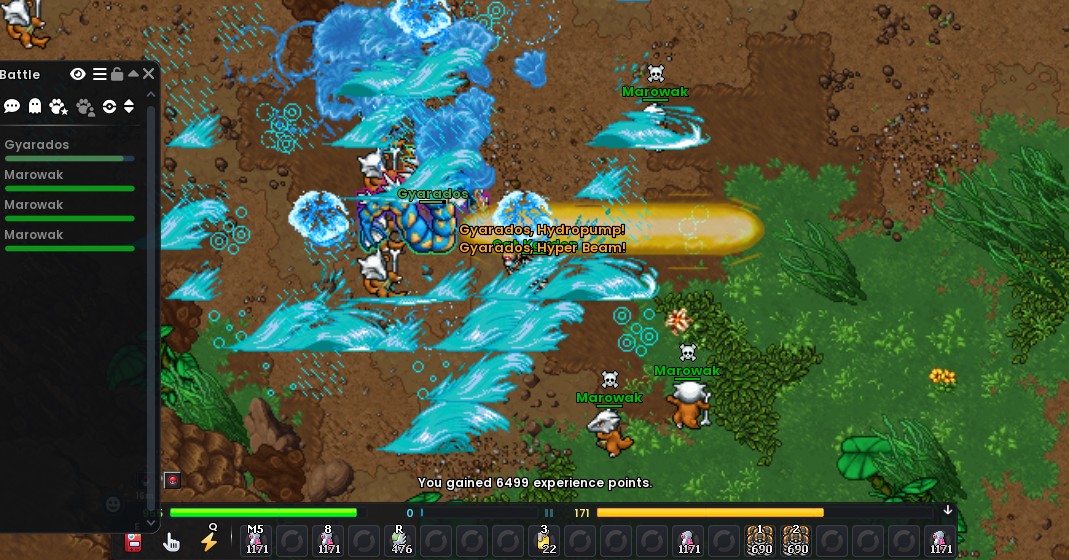 Battle
Gyarados
Marowak
Marowak
Marowak
Marowak
Gyarados
Gyarados, Hydropump!
Gyarados, Hyper Beam!
Marowak
Marowak
You gained 6499 experience points.
0
171
Q
M5
1171
8
1171
R
476
3
22
1171
1
690
2
690
1171